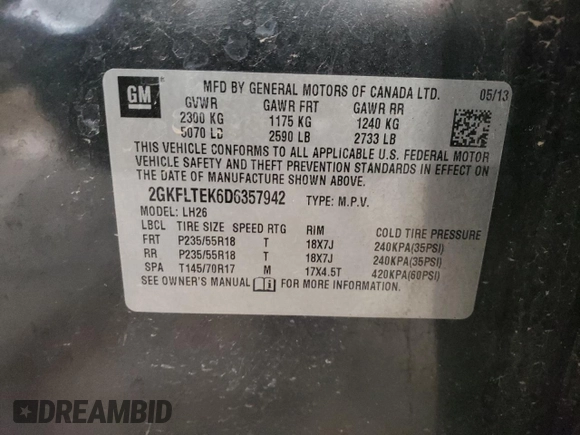 GM
MFD BY GENERAL MOTORS OF CANADA LTD. 05/13
GVWR GAWR FRT GAWR RR
2300 KG 1175 KG 1240 KG
5070 LB 2590 LB 2733 LB
THIS VEHICLE CONFORMS TO ALL APPLICABLE U.S. FEDERAL MOTOR
VEHICLE SAFETY AND THEFT PREVENTION STANDARDS IN EFFECT ON
THE DATE OF MANUFACTURE SHOWN ABOVE.
2GKFLTEK6D6357942 TYPE: M.P.V.
MODEL: LH26
LBCL TIRE SIZE SPEED RTG RIM COLD TIRE PRESSURE
FRT P235/55R18 T 18X7J 240KPA(35PSI)
RR P235/55R18 T 18X7J 240KPA(35PSI)
SPA T145/70R17 M 17X4.5T 420KPA(60PSI)
SEE OWNER'S MANUAL FOR MORE INFORMATION.
DREAMBID